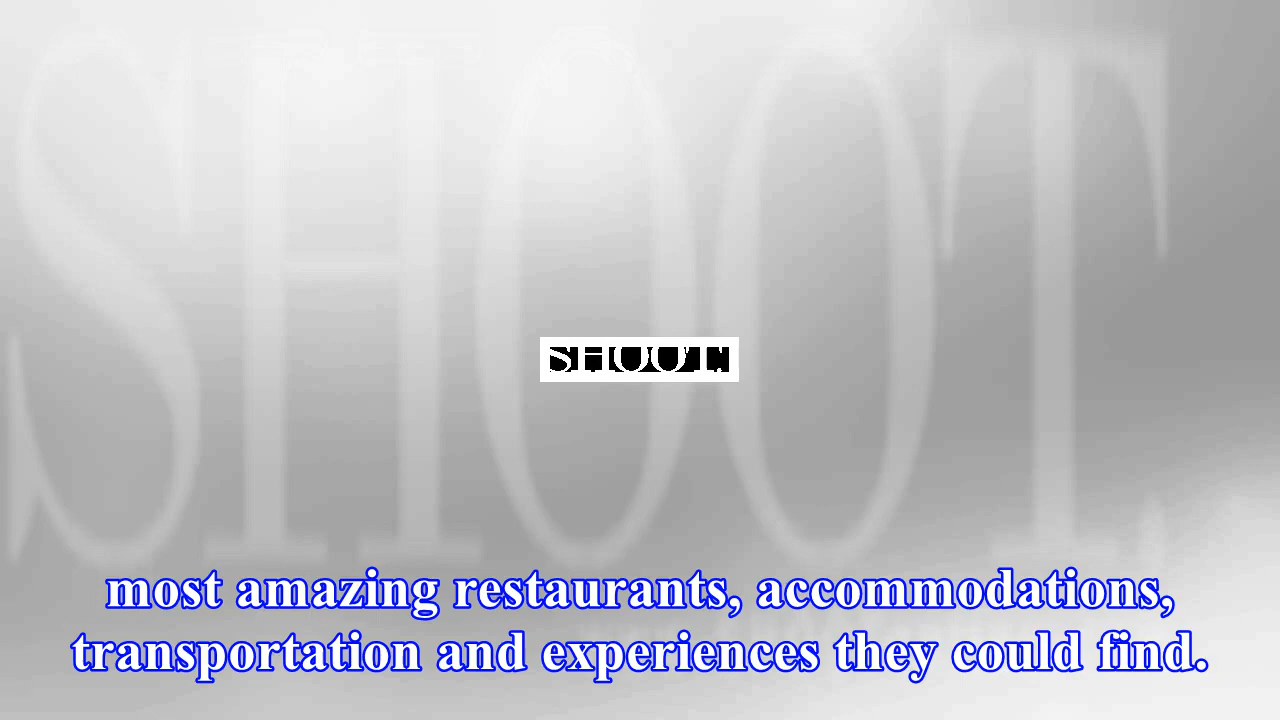 SHOOT.
SHOOT.
most amazing restaurants, accommodations,
transportation and experiences they could find.